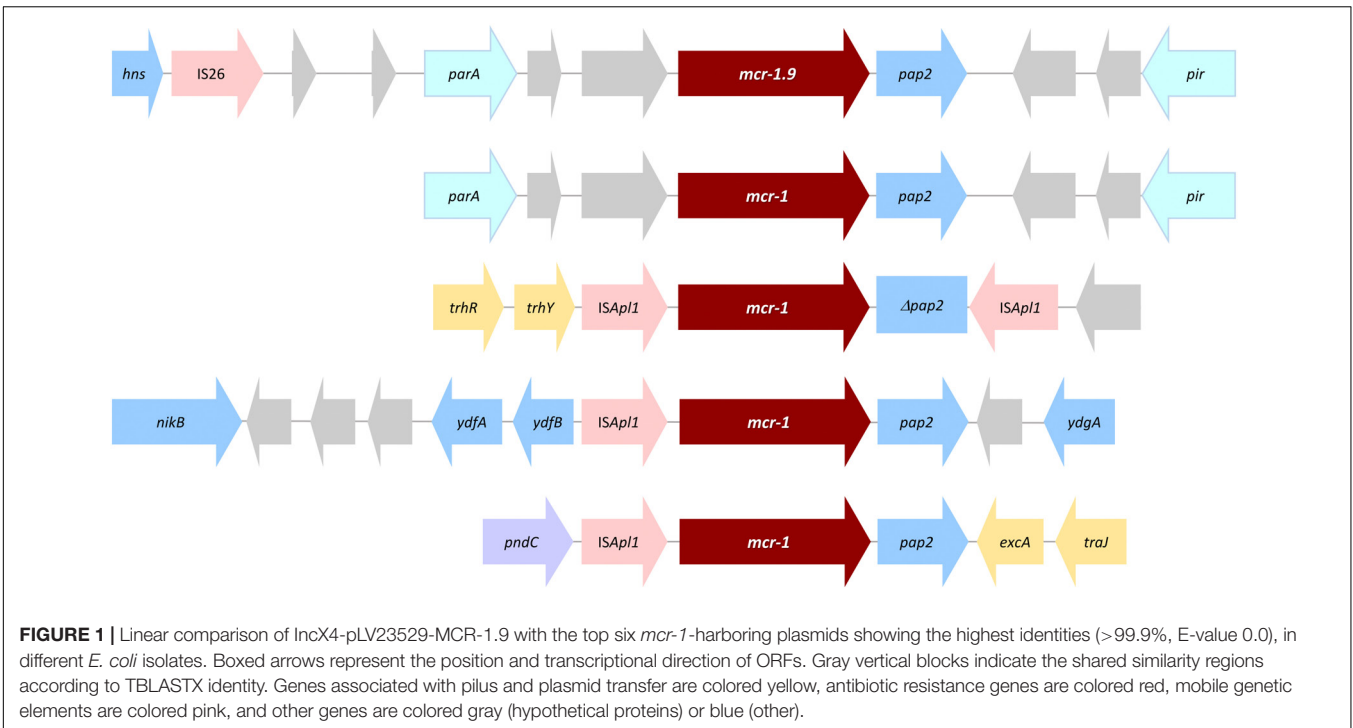 hns IS26 parA mcr-1.9 pap2 pir
parA mcr-1 pap2 pir
trhR trhY ISApl1 mcr-1 Δpap2 ISApl1
nikB ydfA ydfB ISApl1 mcr-1 pap2 ydgA
pndC ISApl1 mcr-1 pap2 excA traJ
FIGURE 1 | Linear comparison of IncX4-pLV23529-MCR-1.9 with the top six mcr-1-harboring plasmids showing the highest identities (>99.9%, E-value 0.0), in
different E. coli isolates. Boxed arrows represent the position and transcriptional direction of ORFs. Gray vertical blocks indicate the shared similarity regions
according to TBLASTX identity. Genes associated with pilus and plasmid transfer are colored yellow, antibiotic resistance genes are colored red, mobile genetic
elements are colored pink, and other genes are colored gray (hypothetical proteins) or blue (other).